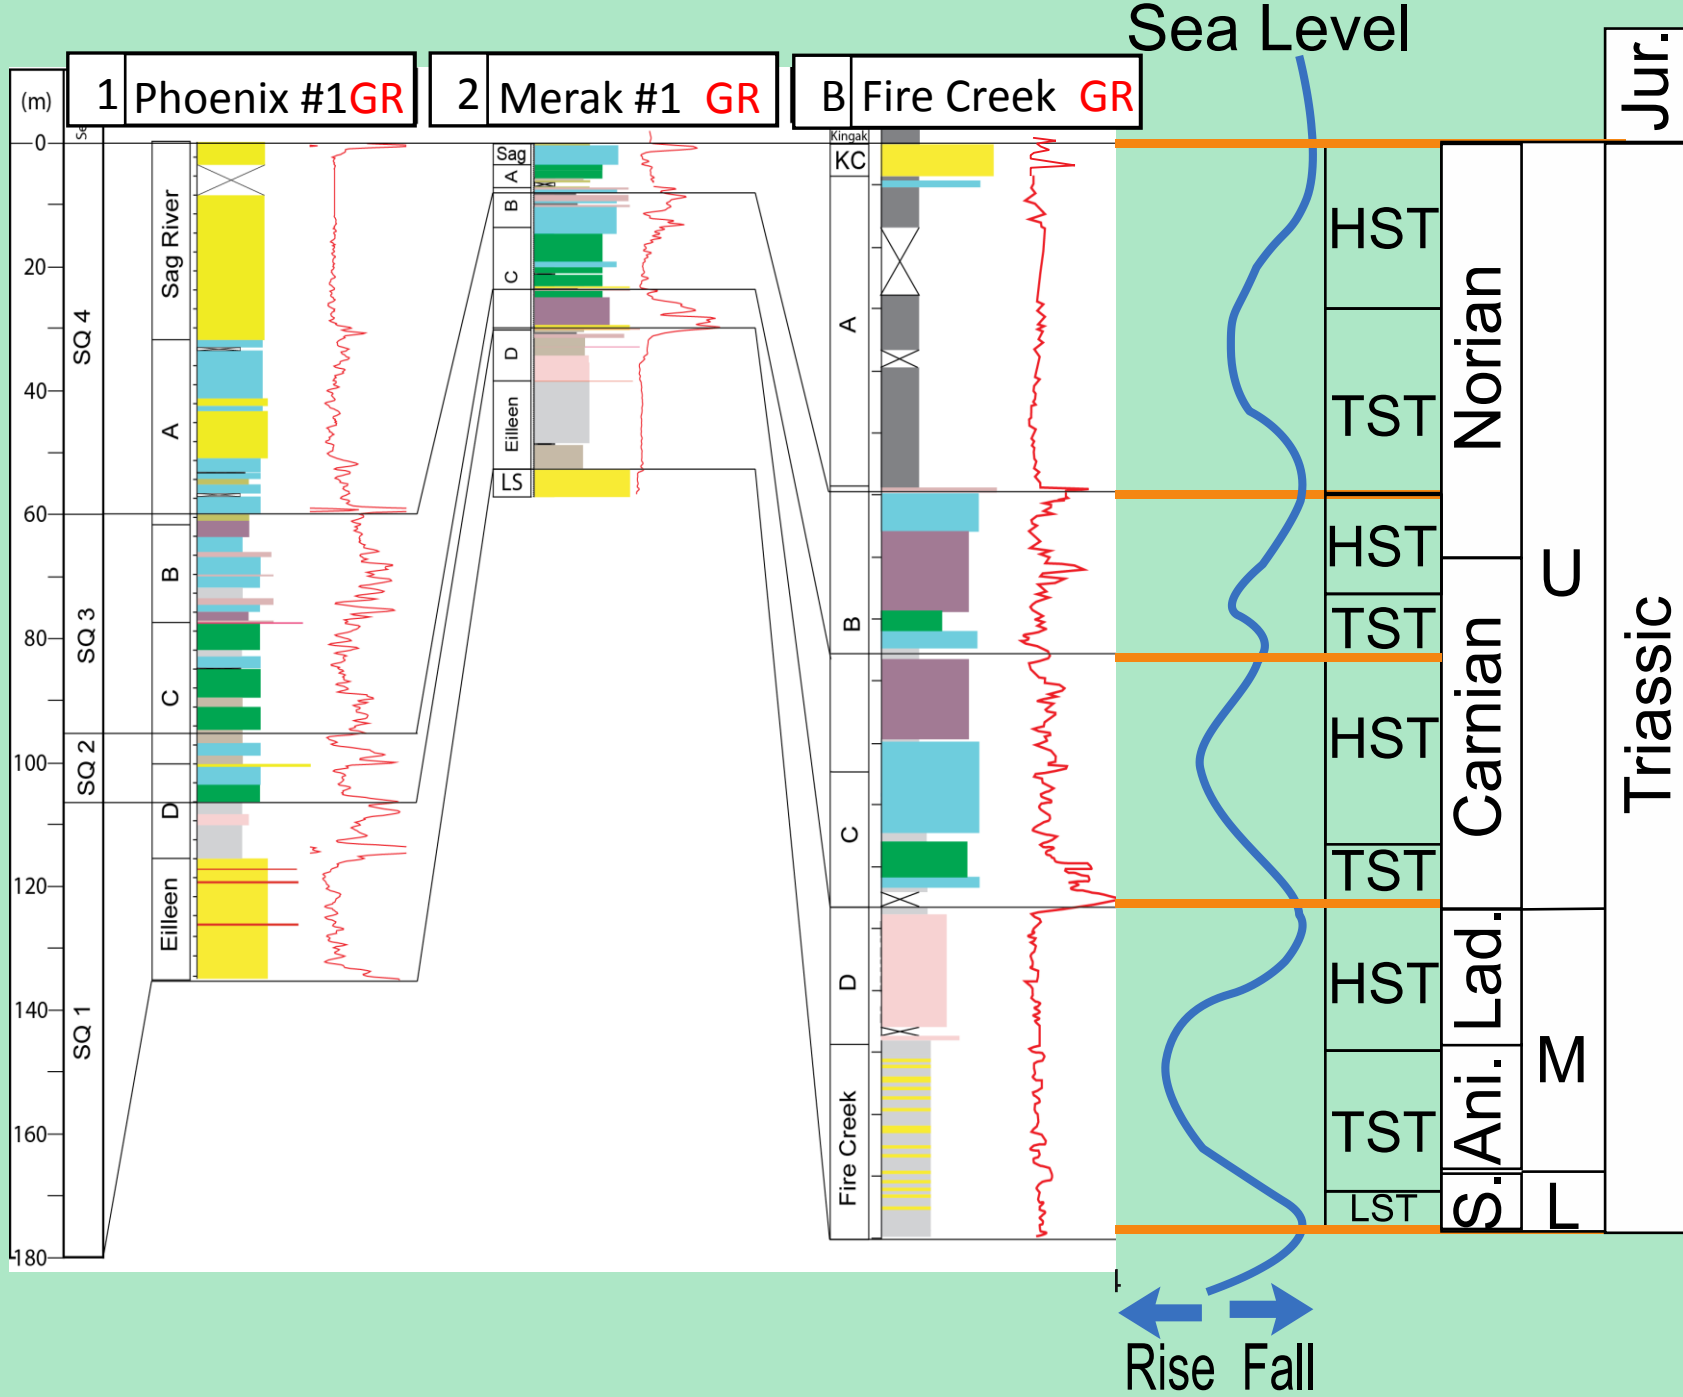 Sea Level
Jur.
1 Phoenix #1 GR
2 Merak #1 GR
B Fire Creek GR
(m)
Se
0
20
40
60
80
100
120
140
160
180
SQ 4
SQ 3
SQ 2
SQ 1
Sag River
A
B
C
D
Eilleen
Sag
A
B
C
D
Eilleen
LS
Kingak
KC
A
B
C
D
Fire Creek
HST
TST
HST
TST
HST
TST
HST
TST
LST
Norian
Carnian
Lad.
Ani.
S.
U
M
L
Triassic
Rise Fall